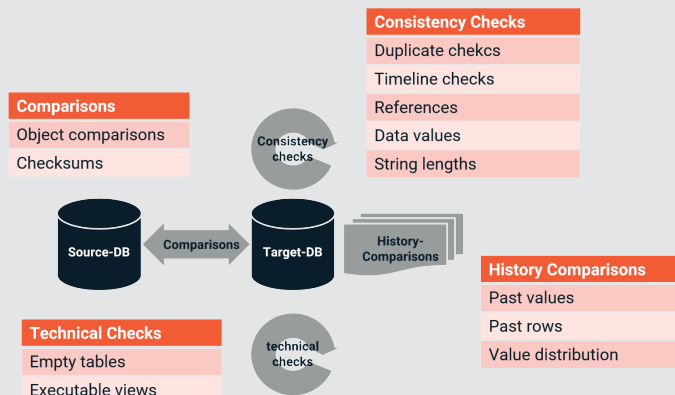 Consistency Checks
Duplicate chekcs
Timeline checks
References
Data values
String lengths
Comparisons
Object comparisons
Checksums
Consistency
checks
Source-DB
Comparisons
Target-DB
History-
Comparisons
History Comparisons
Past values
Past rows
Value distribution
Technical Checks
Empty tables
Executable views
technical
checks